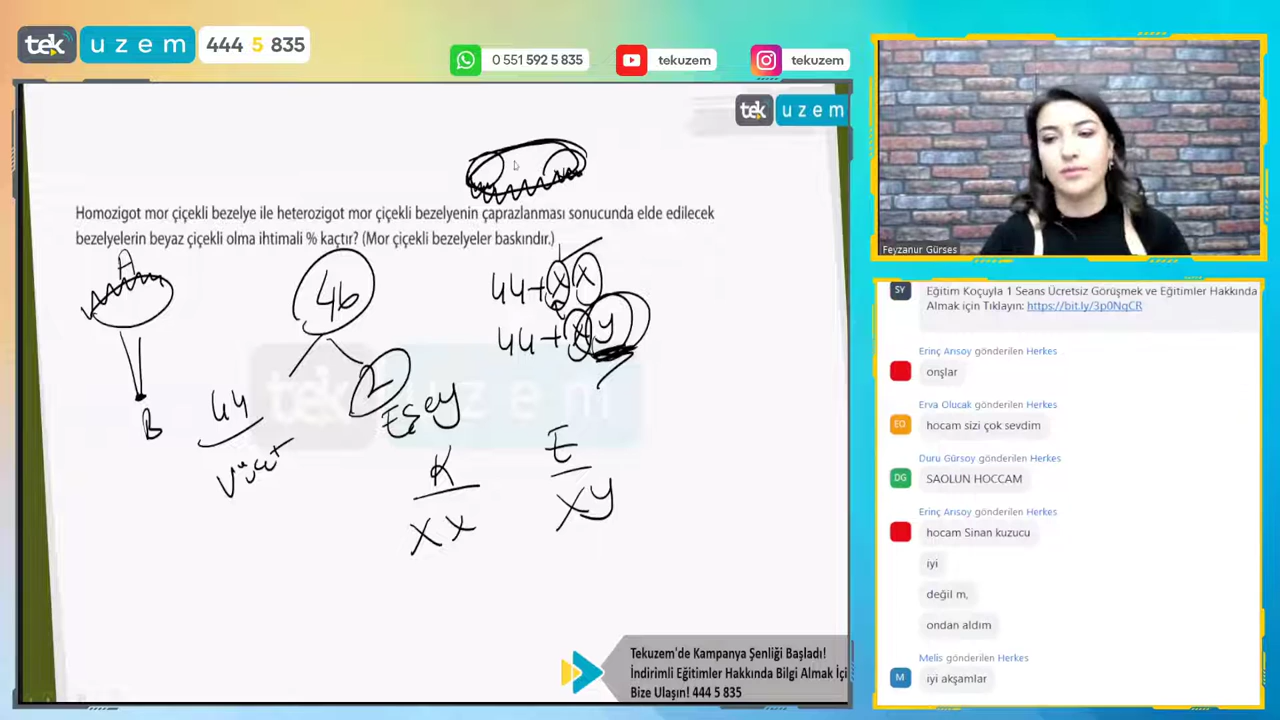 tek uzem 444 5 835
0 551 592 5 835
tekuzem
tekuzem
tek uzem
Homozigot mor çiçekli bezelye ile heterozigot mor çiçekli bezelyenin çaprazlanması sonucunda elde edilecek
bezelyelerin beyaz çiçekli olma ihtimali % kaçtır? (Mor çiçekli bezelyeler baskındır.)
A
46
44+XX
44+XY
tek uzem
B
44
Vücut
2
Eşey
K
XX
E
XY
Tekuzem'de Kampanya Şenliği Başladı!
İndirimli Eğitimler Hakkında Bilgi Almak İçi
Bize Ulaşın! 444 5 835
Feyzanur Gürses
SY
Eğitim Koçuyla 1 Seans Ücretsiz Görüşmek ve Eğitimler Hakkında
Almak için Tıklayın: https://bit.ly/3p0NqCR
Erinç Arısoy gönderilen Herkes
onşlar
Erva Olucak gönderilen Herkes
EO
hocam sizi çok sevdim
Duru Gürsoy gönderilen Herkes
DG
SAOLUN HOCCAM
Erinç Arısoy gönderilen Herkes
hocam Sinan kuzucu
iyi
değil m,
ondan aldım
Melis gönderilen Herkes
M
iyi akşamlar